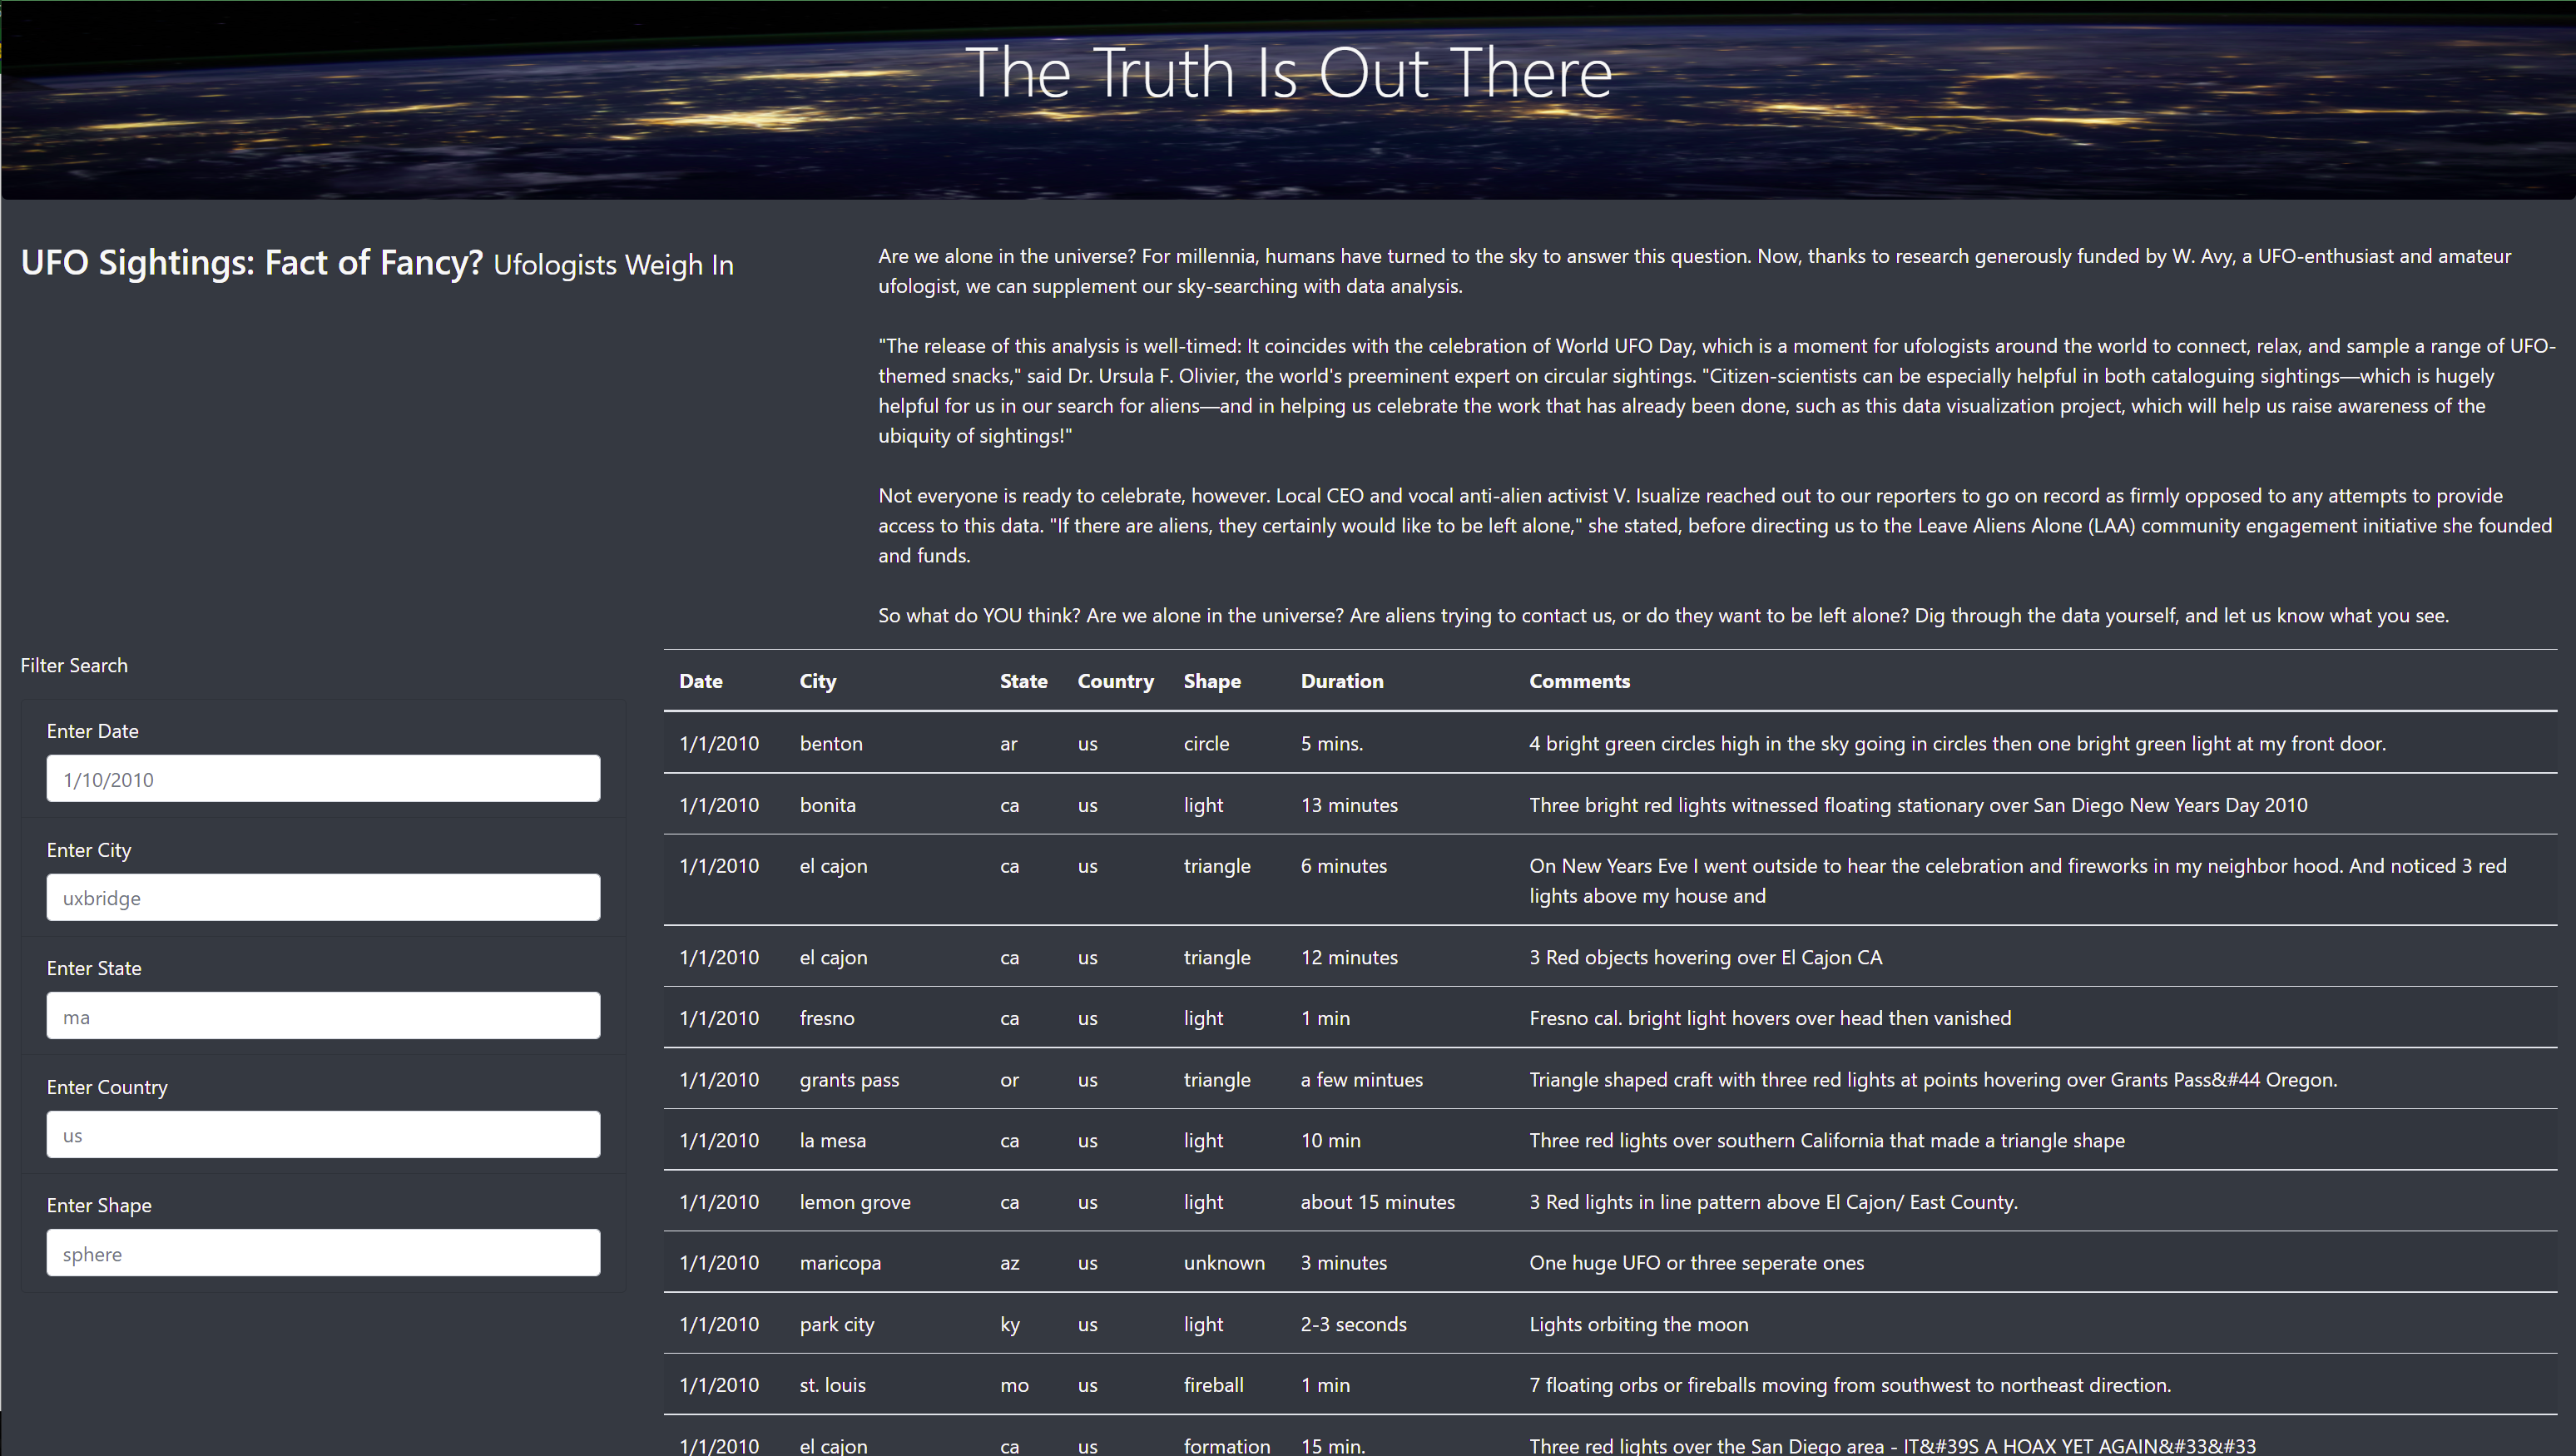 The Truth Is Out There
UFO Sightings: Fact of Fancy? Ufologists Weigh In
Are we alone in the universe? For millennia, humans have turned to the sky to answer this question. Now, thanks to research generously funded by W. Avy, a UFO-enthusiast and amateur
ufologist, we can supplement our sky-searching with data analysis.
"The release of this analysis is well-timed: It coincides with the celebration of World UFO Day, which is a moment for ufologists around the world to connect, relax, and sample a range of UFO-
themed snacks," said Dr. Ursula F. Olivier, the world's preeminent expert on circular sightings. "Citizen-scientists can be especially helpful in both cataloguing sightings—which is hugely
helpful for us in our search for aliens—and in helping us celebrate the work that has already been done, such as this data visualization project, which will help us raise awareness of the
ubiquity of sightings!"
Not everyone is ready to celebrate, however. Local CEO and vocal anti-alien activist V. Isualize reached out to our reporters to go on record as firmly opposed to any attempts to provide
access to this data. "If there are aliens, they certainly would like to be left alone," she stated, before directing us to the Leave Aliens Alone (LAA) community engagement initiative she founded
and funds.
So what do YOU think? Are we alone in the universe? Are aliens trying to contact us, or do they want to be left alone? Dig through the data yourself, and let us know what you see.
Filter Search
Enter Date
1/10/2010
Enter City
uxbridge
Enter State
ma
Enter Country
us
Enter Shape
sphere
Date City State Country Shape Duration Comments
1/1/2010 benton ar us circle 5 mins. 4 bright green circles high in the sky going in circles then one bright green light at my front door.
1/1/2010 bonita ca us light 13 minutes Three bright red lights witnessed floating stationary over San Diego New Years Day 2010
1/1/2010 el cajon ca us triangle 6 minutes On New Years Eve I went outside to hear the celebration and fireworks in my neighbor hood. And noticed 3 red
lights above my house and
1/1/2010 el cajon ca us triangle 12 minutes 3 Red objects hovering over El Cajon CA
1/1/2010 fresno ca us light 1 min Fresno cal. bright light hovers over head then vanished
1/1/2010 grants pass or us triangle a few mintues Triangle shaped craft with three red lights at points hovering over Grants Pass&#44 Oregon.
1/1/2010 la mesa ca us light 10 min Three red lights over southern California that made a triangle shape
1/1/2010 lemon grove ca us light about 15 minutes 3 Red lights in line pattern above El Cajon/ East County.
1/1/2010 maricopa az us unknown 3 minutes One huge UFO or three seperate ones
1/1/2010 park city ky us light 2-3 seconds Lights orbiting the moon
1/1/2010 st. louis mo us fireball 1 min 7 floating orbs or fireballs moving from southwest to northeast direction.
1/1/2010 el cajon ca us formation 15 min. Three red lights over the San Diego area - IT&#39S A HOAX YET AGAIN&#33&#33